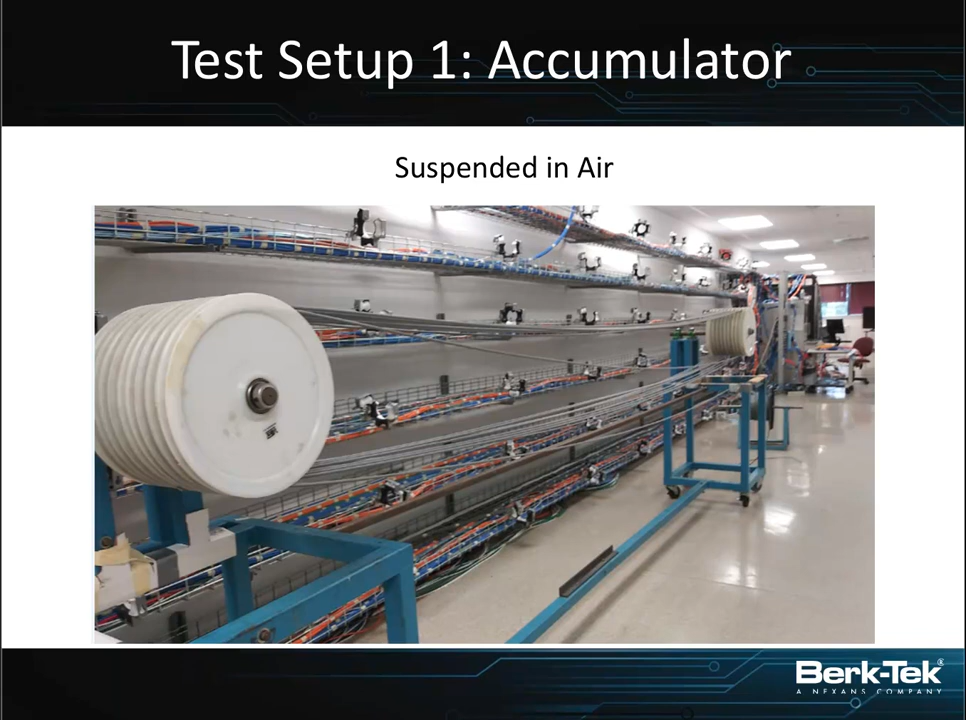 Test Setup 1: Accumulator
Suspended in Air
Berk-Tek®
A NEXANS COMPANY